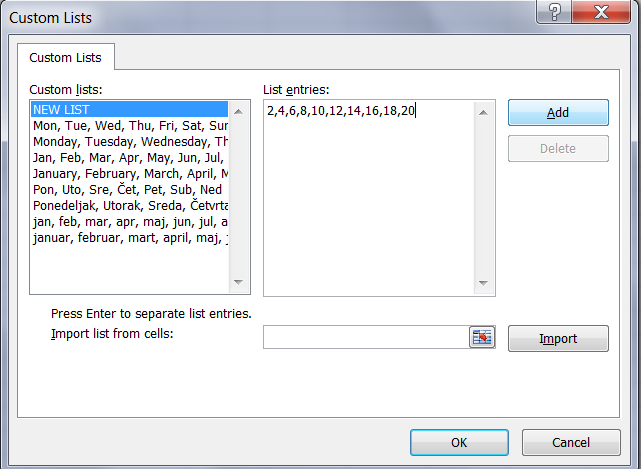 Custom Lists
Custom Lists
Custom lists:
NEW LIST
Mon, Tue, Wed, Thu, Fri, Sat, Sun
Monday, Tuesday, Wednesday, Th
Jan, Feb, Mar, Apr, May, Jun, Jul,
January, February, March, April, M
Pon, Uto, Sre, Čet, Pet, Sub, Ned
Ponedeljak, Utorak, Sreda, Četvrta
jan, feb, mar, apr, maj, jun, jul, a
januar, februar, mart, april, maj, j
List entries:
2,4,6,8,10,12,14,16,18,20
Add
Delete
Press Enter to separate list entries.
Import list from cells:
Import
OK
Cancel